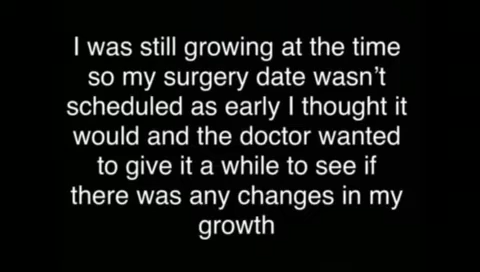 I was still growing at the time
so my surgery date wasn't
scheduled as early I thought it
would and the doctor wanted
to give it a while to see if
there was any changes in my
growth